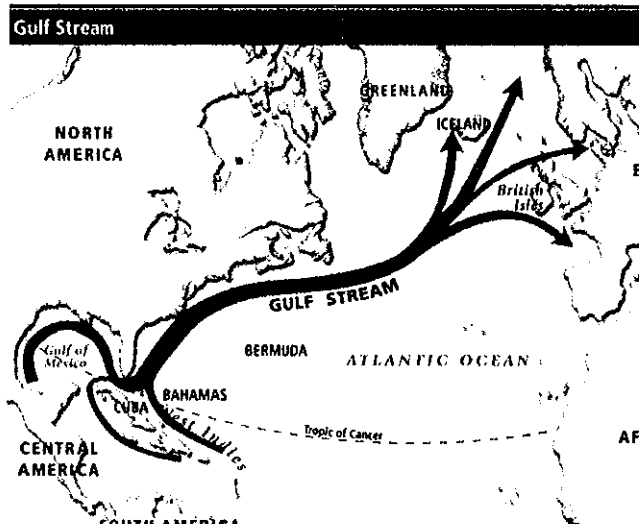 Gulf Stream
GREENLAND
ICELAND
NORTH
AMERICA
British
Isles
GULF STREAM
Gulf of
Mexico
BERMUDA
ATLANTIC OCEAN
CUBA
BAHAMAS
West Indies
Tropic of Cancer
CENTRAL
AMERICA
AF
SOUTH AMERICA
E